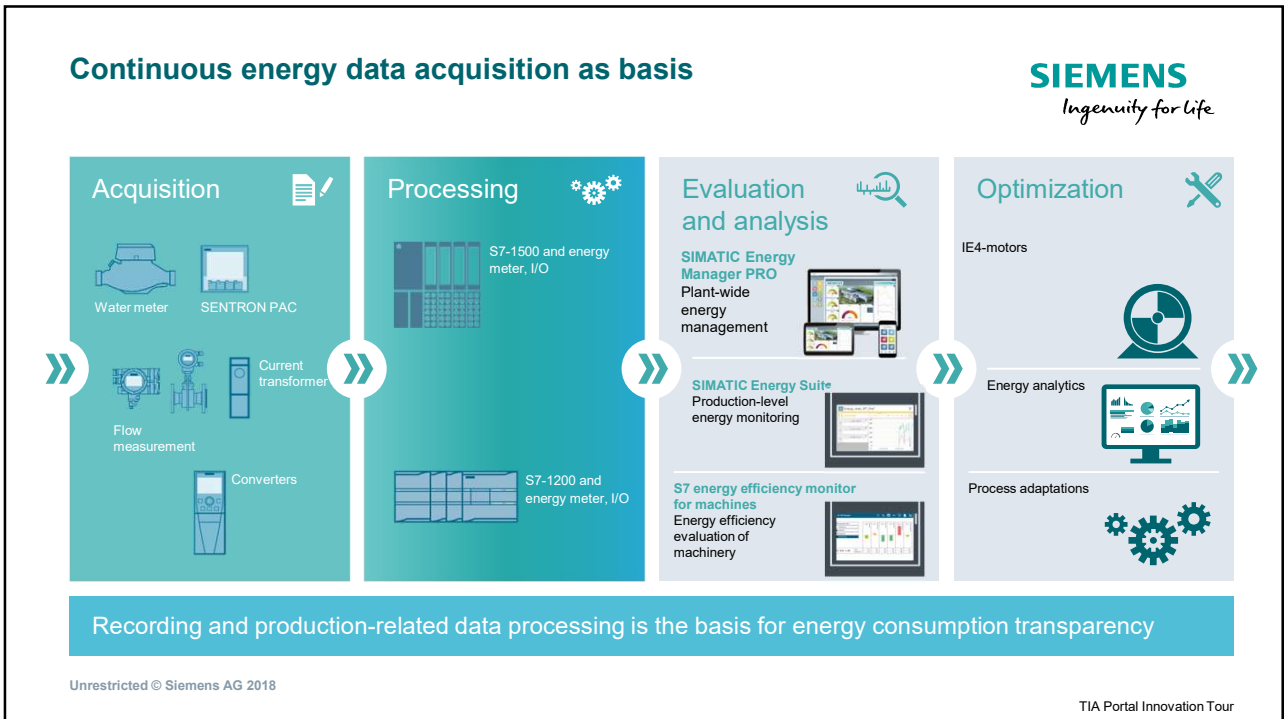 Continuous energy data acquisition as basis
SIEMENS
Ingenuity for life
Acquisition
Water meter
SENTRON PAC
Current
transformer
Flow
measurement
Converters
Processing
S7-1500 and energy
meter, I/O
S7-1200 and
energy meter, I/O
Evaluation
and analysis
SIMATIC Energy
Manager PRO
Plant-wide
energy
management
SIMATIC Energy Suite
Production-level
energy monitoring
S7 energy efficiency monitor
for machines
Energy efficiency
evaluation of
machinery
Optimization
IE4-motors
Energy analytics
Process adaptations
Recording and production-related data processing is the basis for energy consumption transparency
Unrestricted © Siemens AG 2018
TIA Portal Innovation Tour